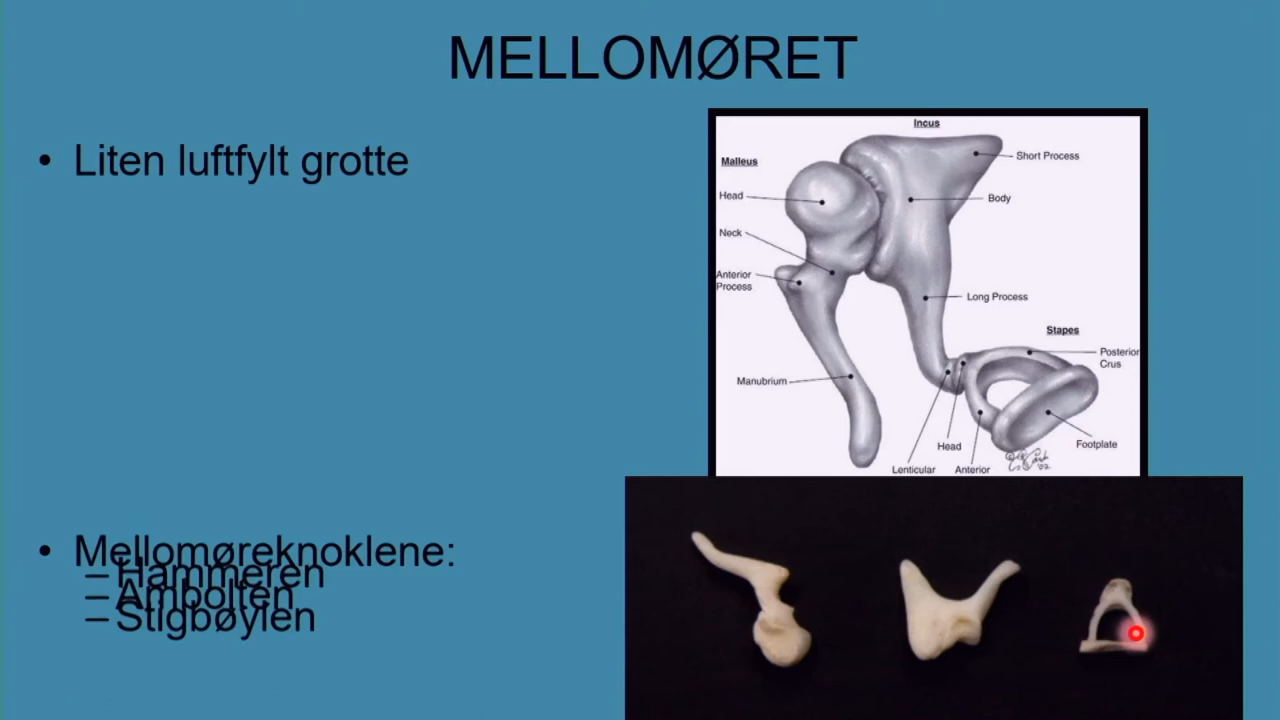 MELLOMØRET
• Liten luftfylt grotte
• Mellomøreknoklene:
– Hammeren
– Ambolten
– Stigbøylen
Incus
Malleus
Short Process
Head
Body
Neck
Anterior
Process
Long Process
Stapes
Posterior
Crus
Manubrium
Head
Footplate
Lenticular
Anterior
'02